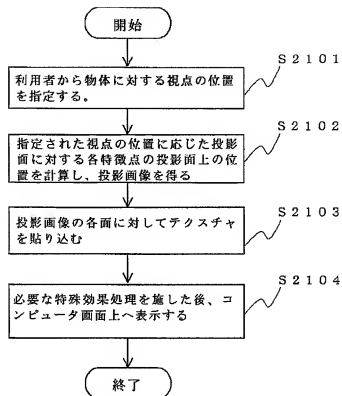 開始
S2101
利用者から物体に対する視点の位置
を指定する。
S2102
指定された視点の位置に応じた投影
面に対する各特徴点の投影面上の位
置を計算し、投影画像を得る
S2103
投影画像の各面に対してテクスチャ
を貼り込む
S2104
必要な特殊効果処理を施した後、コ
ンピュータ画面上へ表示する
終了